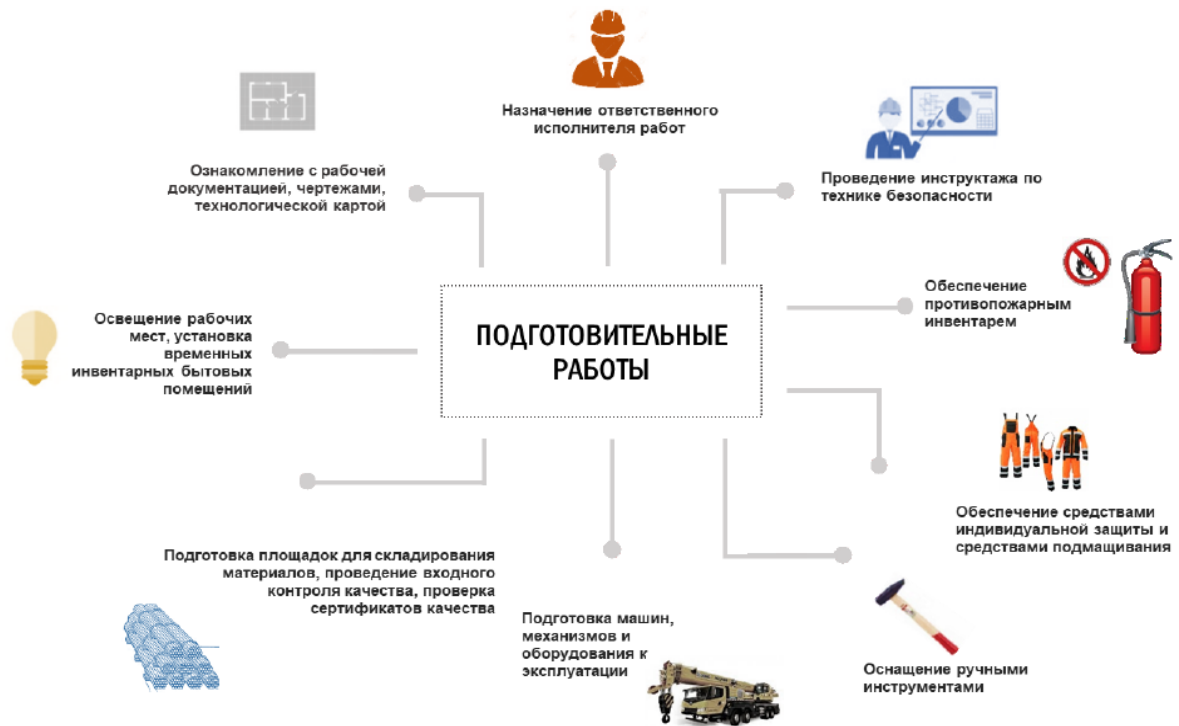 Назначение ответственного
исполнителя работ
Ознакомление с рабочей
документацией, чертежами,
технологической картой
Проведение инструктажа по
технике безопасности
Обеспечение
противопожарным
инвентарем
Освещение рабочих
мест, установка
временных
инвентарных бытовых
помещений
ПОДГОТОВИТЕЛЬНЫЕ
РАБОТЫ
Обеспечение средствами
индивидуальной защиты и
средствами подмащивания
Подготовка площадок для складирования
материалов, проведение входного
контроля качества, проверка
сертификатов качества
Подготовка машин,
механизмов и
оборудования к
эксплуатации
Оснащение ручными
инструментами